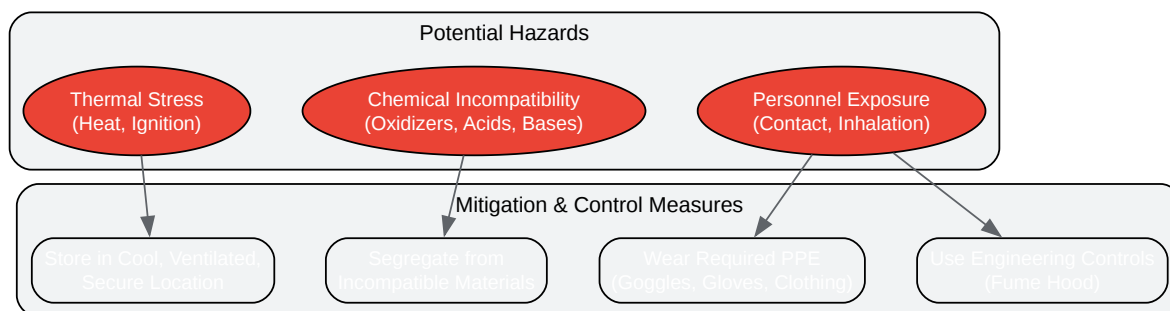 Potential Hazards
Thermal Stress
(Heat, Ignition)
Chemical Incompatibility
(Oxidizers, Acids, Bases)
Personnel Exposure
(Contact, Inhalation)
Mitigation & Control Measures
Store in Cool, Ventilated,
Secure Location
Segregate from
Incompatible Materials
Wear Required PPE
(Goggles, Gloves, Clothing)
Use Engineering Controls
(Fume Hood)